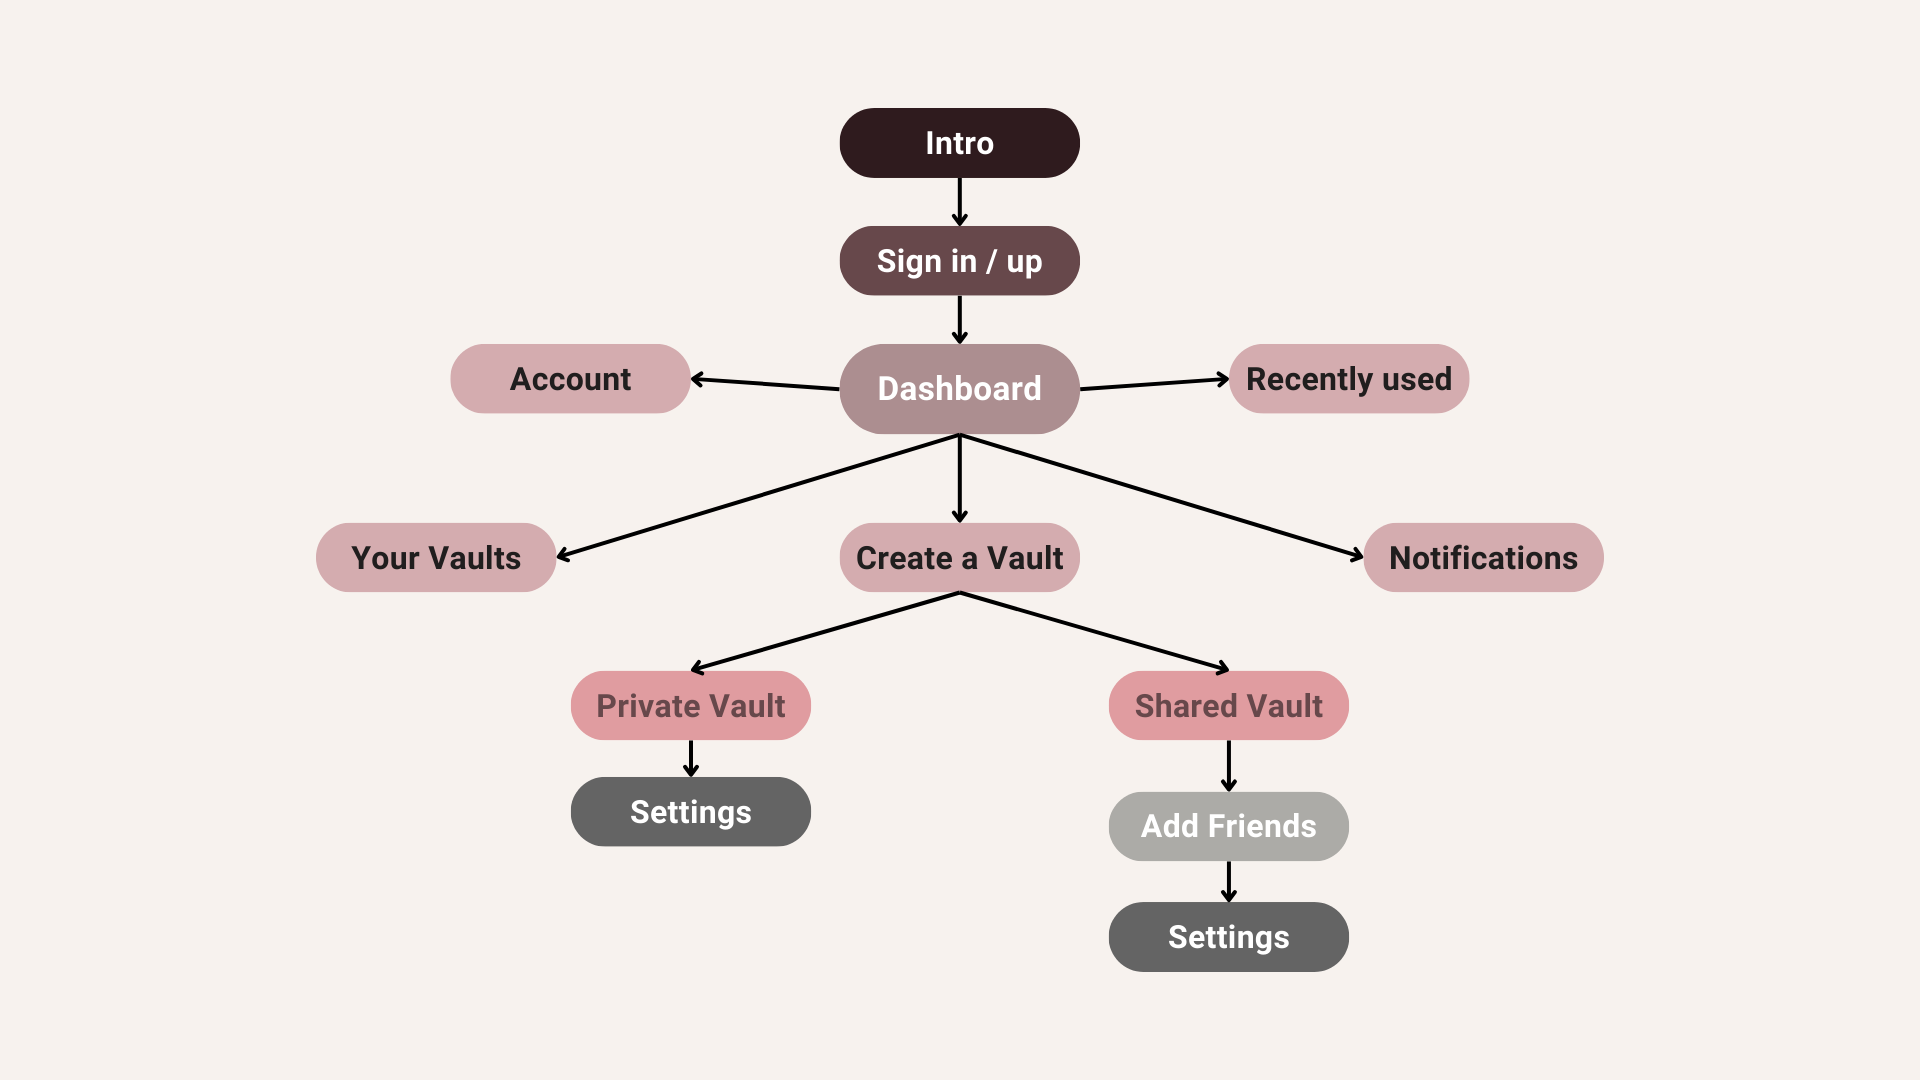 Intro
Sign in / up
Account
Dashboard
Recently used
Your Vaults
Create a Vault
Notifications
Private Vault
Shared Vault
Settings
Add Friends
Settings